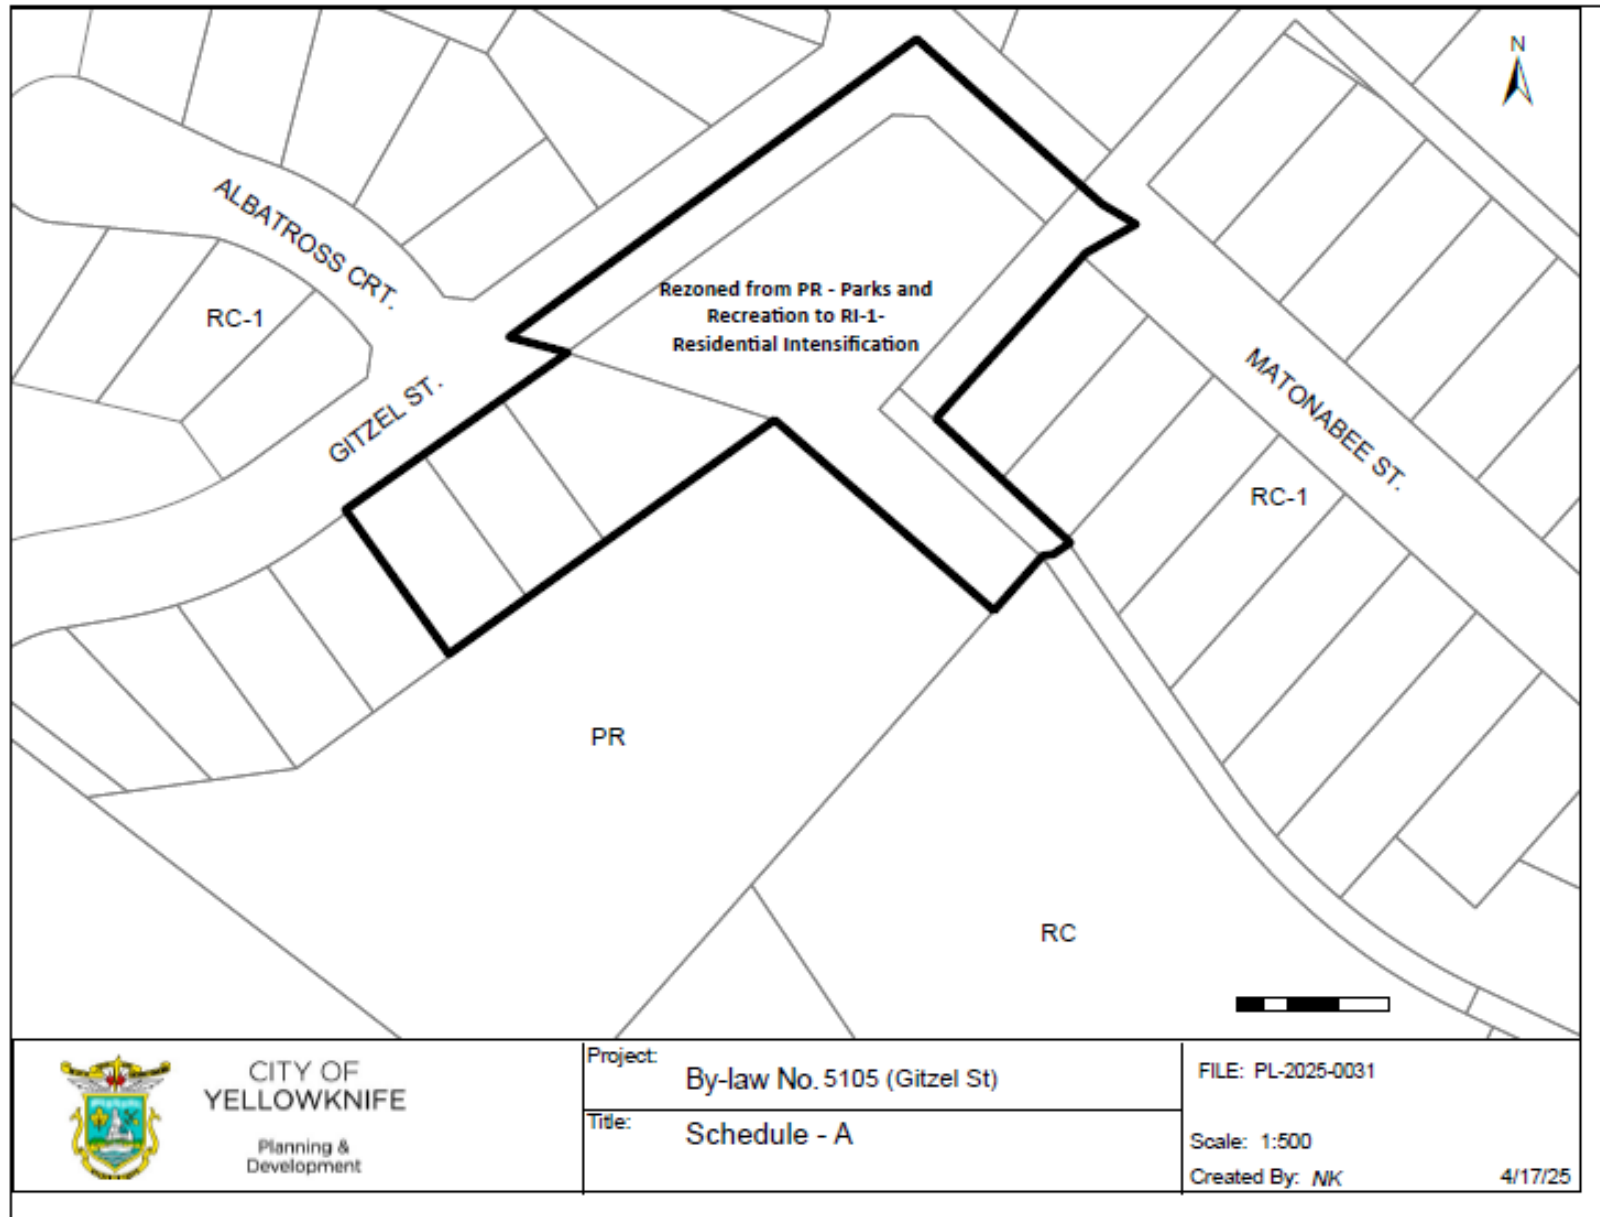 N
ALBATROSS CRT.
RC-1
Rezoned from PR - Parks and
Recreation to RI-1-
Residential Intensification
GITZEL ST.
MATONABEE ST.
RC-1
PR
RC
CITY OF
YELLOWKNIFE
Planning &
Development
Project:
By-law No. 5105 (Gitzel St)
Title:
Schedule - A
FILE: PL-2025-0031
Scale: 1:500
Created By: NK
4/17/25